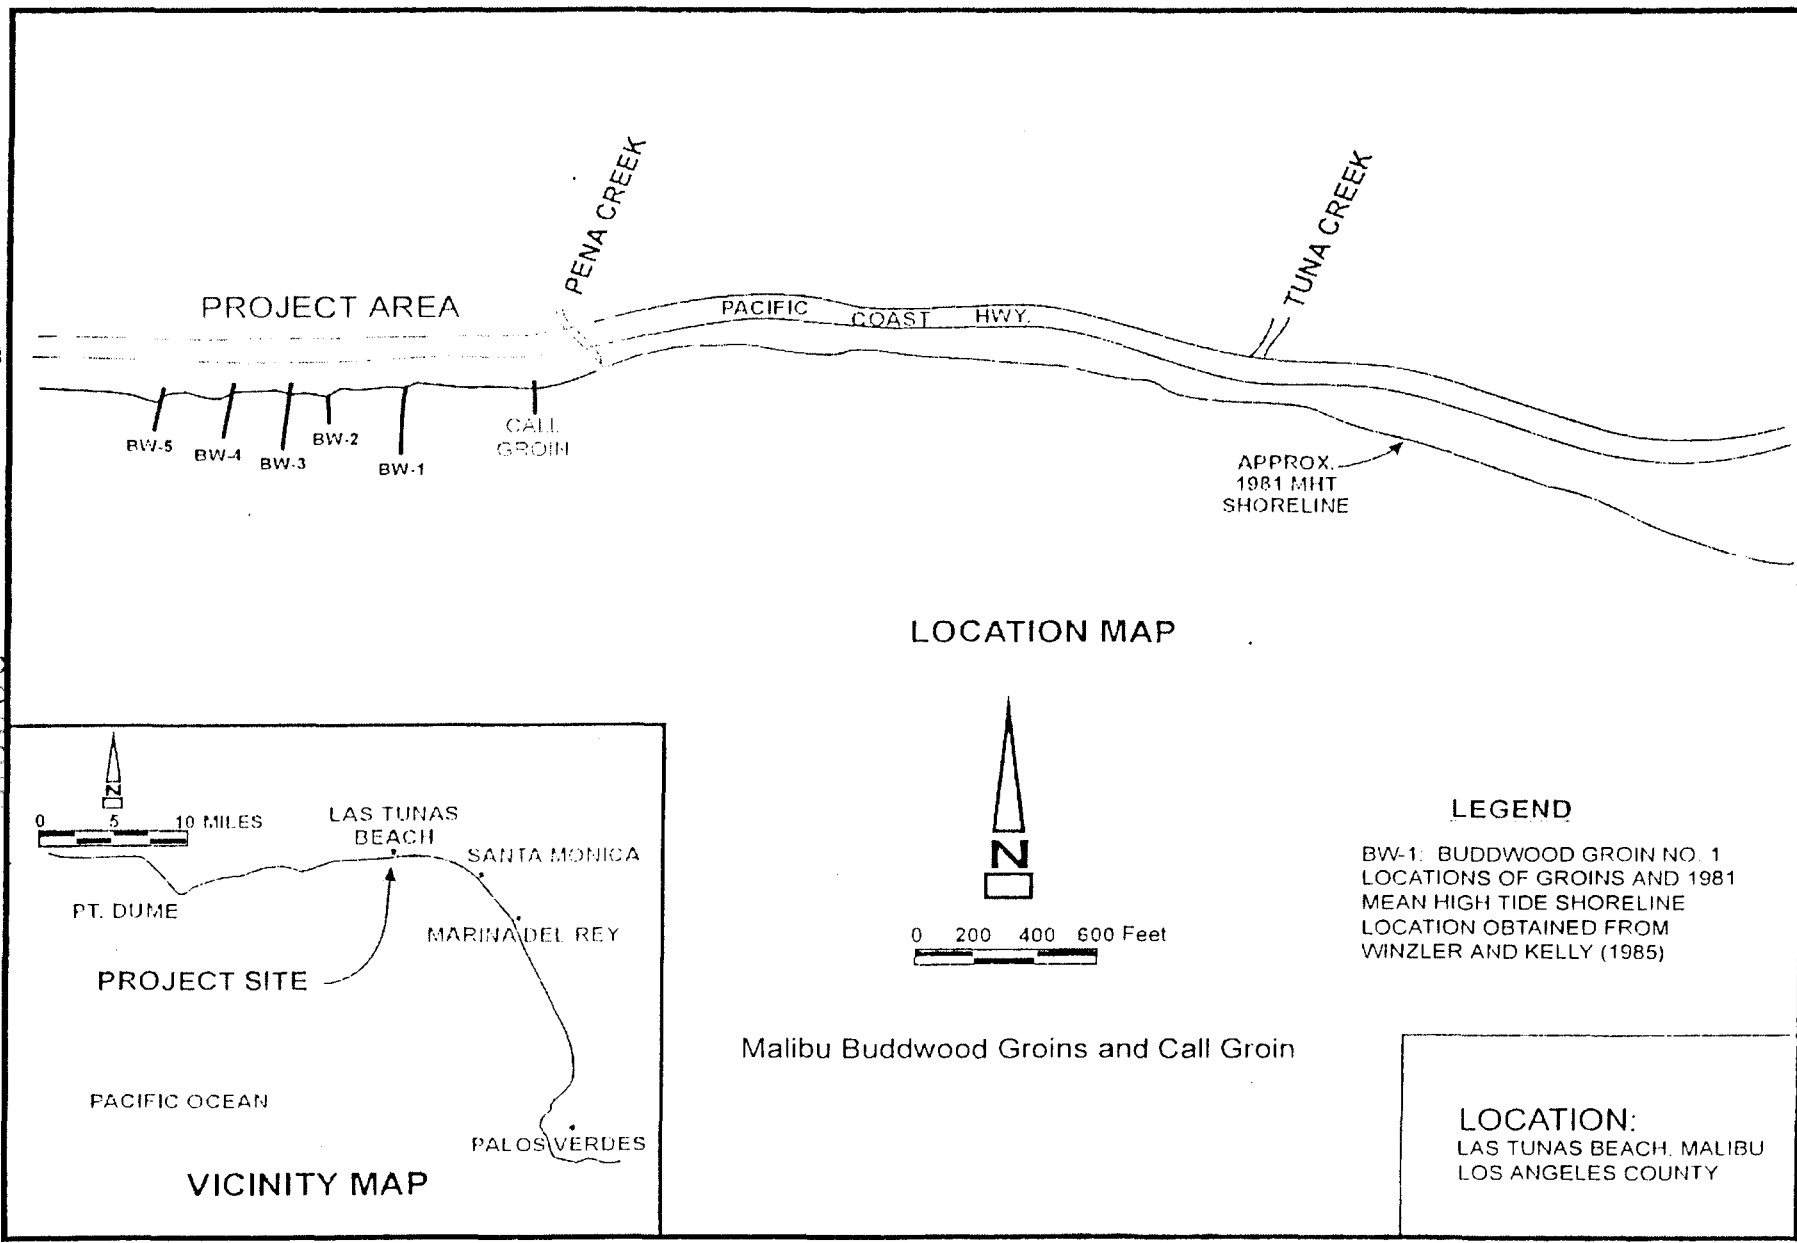 PENA CREEK
TUNA CREEK
PROJECT AREA
PACIFIC COAST HWY.
BW-5
BW-4
BW-3
BW-2
BW-1
CALL
GROIN
APPROX.
1981 MHT
SHORELINE
LOCATION MAP
N
0 5 10 MILES
LAS TUNAS
BEACH
SANTA MONICA
PT. DUME
MARINA DEL REY
PROJECT SITE
PACIFIC OCEAN
PALOS VERDES
VICINITY MAP
N
0 200 400 600 Feet
LEGEND
BW-1: BUDDWOOD GROIN NO. 1
LOCATIONS OF GROINS AND 1981
MEAN HIGH TIDE SHORELINE
LOCATION OBTAINED FROM
WINZLER AND KELLY (1985)
Malibu Buddwood Groins and Call Groin
LOCATION:
LAS TUNAS BEACH, MALIBU
LOS ANGELES COUNTY